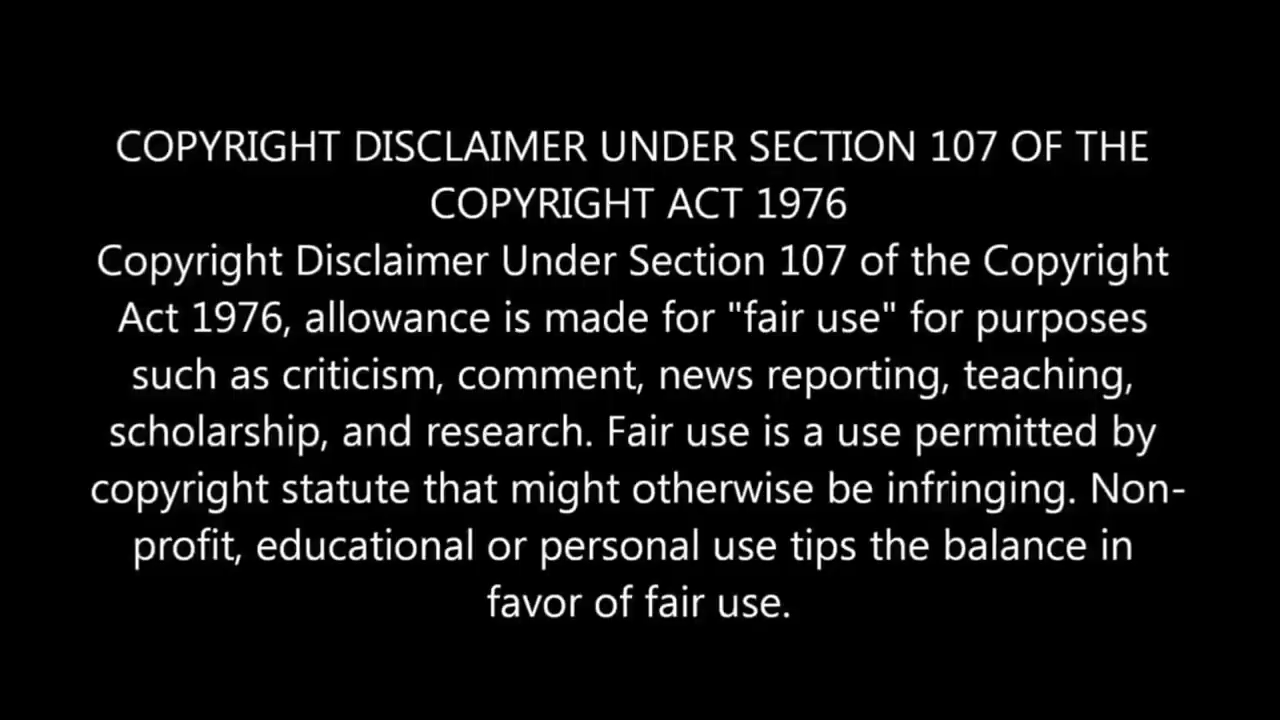 COPYRIGHT DISCLAIMER UNDER SECTION 107 OF THE
COPYRIGHT ACT 1976
Copyright Disclaimer Under Section 107 of the Copyright
Act 1976, allowance is made for "fair use" for purposes
such as criticism, comment, news reporting, teaching,
scholarship, and research. Fair use is a use permitted by
copyright statute that might otherwise be infringing. Non-
profit, educational or personal use tips the balance in
favor of fair use.